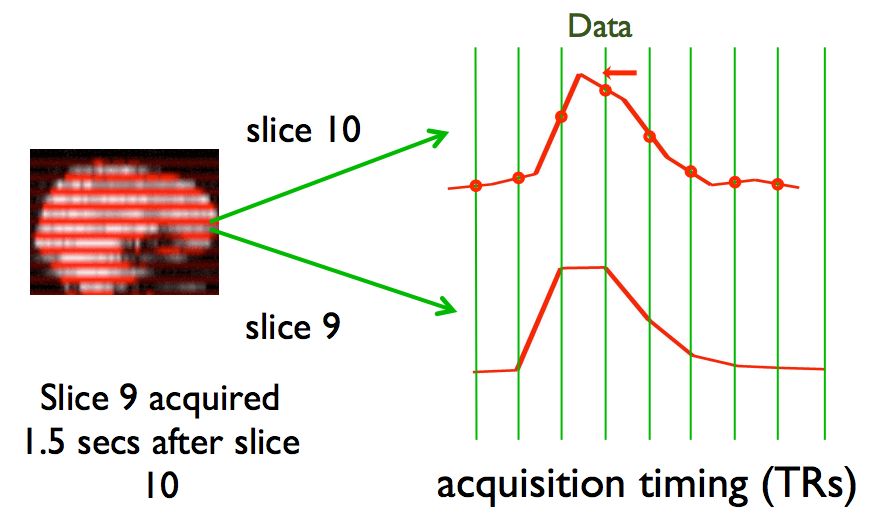 Data
slice 10
slice 9
Slice 9 acquired
1.5 secs after slice
10
acquisition timing (TRs)